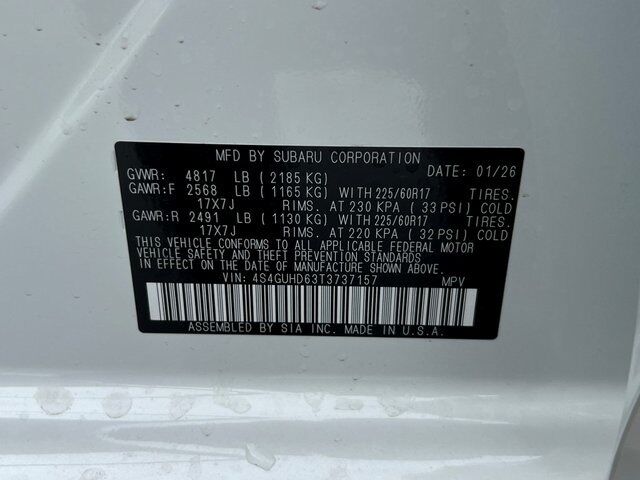 MFD BY SUBARU CORPORATION DATE: 01/26
GVWR: 4817 LB (2185 KG)
GAWR:F 2568 LB (1165 KG) WITH 225/60R17 TIRES.
17X7J RIMS. AT 230 KPA (33 PSI) COLD
GAWR:R 2491 LB (1130 KG) WITH 225/60R17 TIRES.
17X7J RIMS. AT 220 KPA (32 PSI) COLD
THIS VEHICLE CONFORMS TO ALL APPLICABLE FEDERAL MOTOR
VEHICLE SAFETY AND THEFT PREVENTION STANDARDS IN EFFECT
ON THE DATE OF MANUFACTURE SHOWN ABOVE.
VIN: 4S4GUHD63T3737157 MPV
ASSEMBLED BY SIA INC. MADE IN U.S.A.